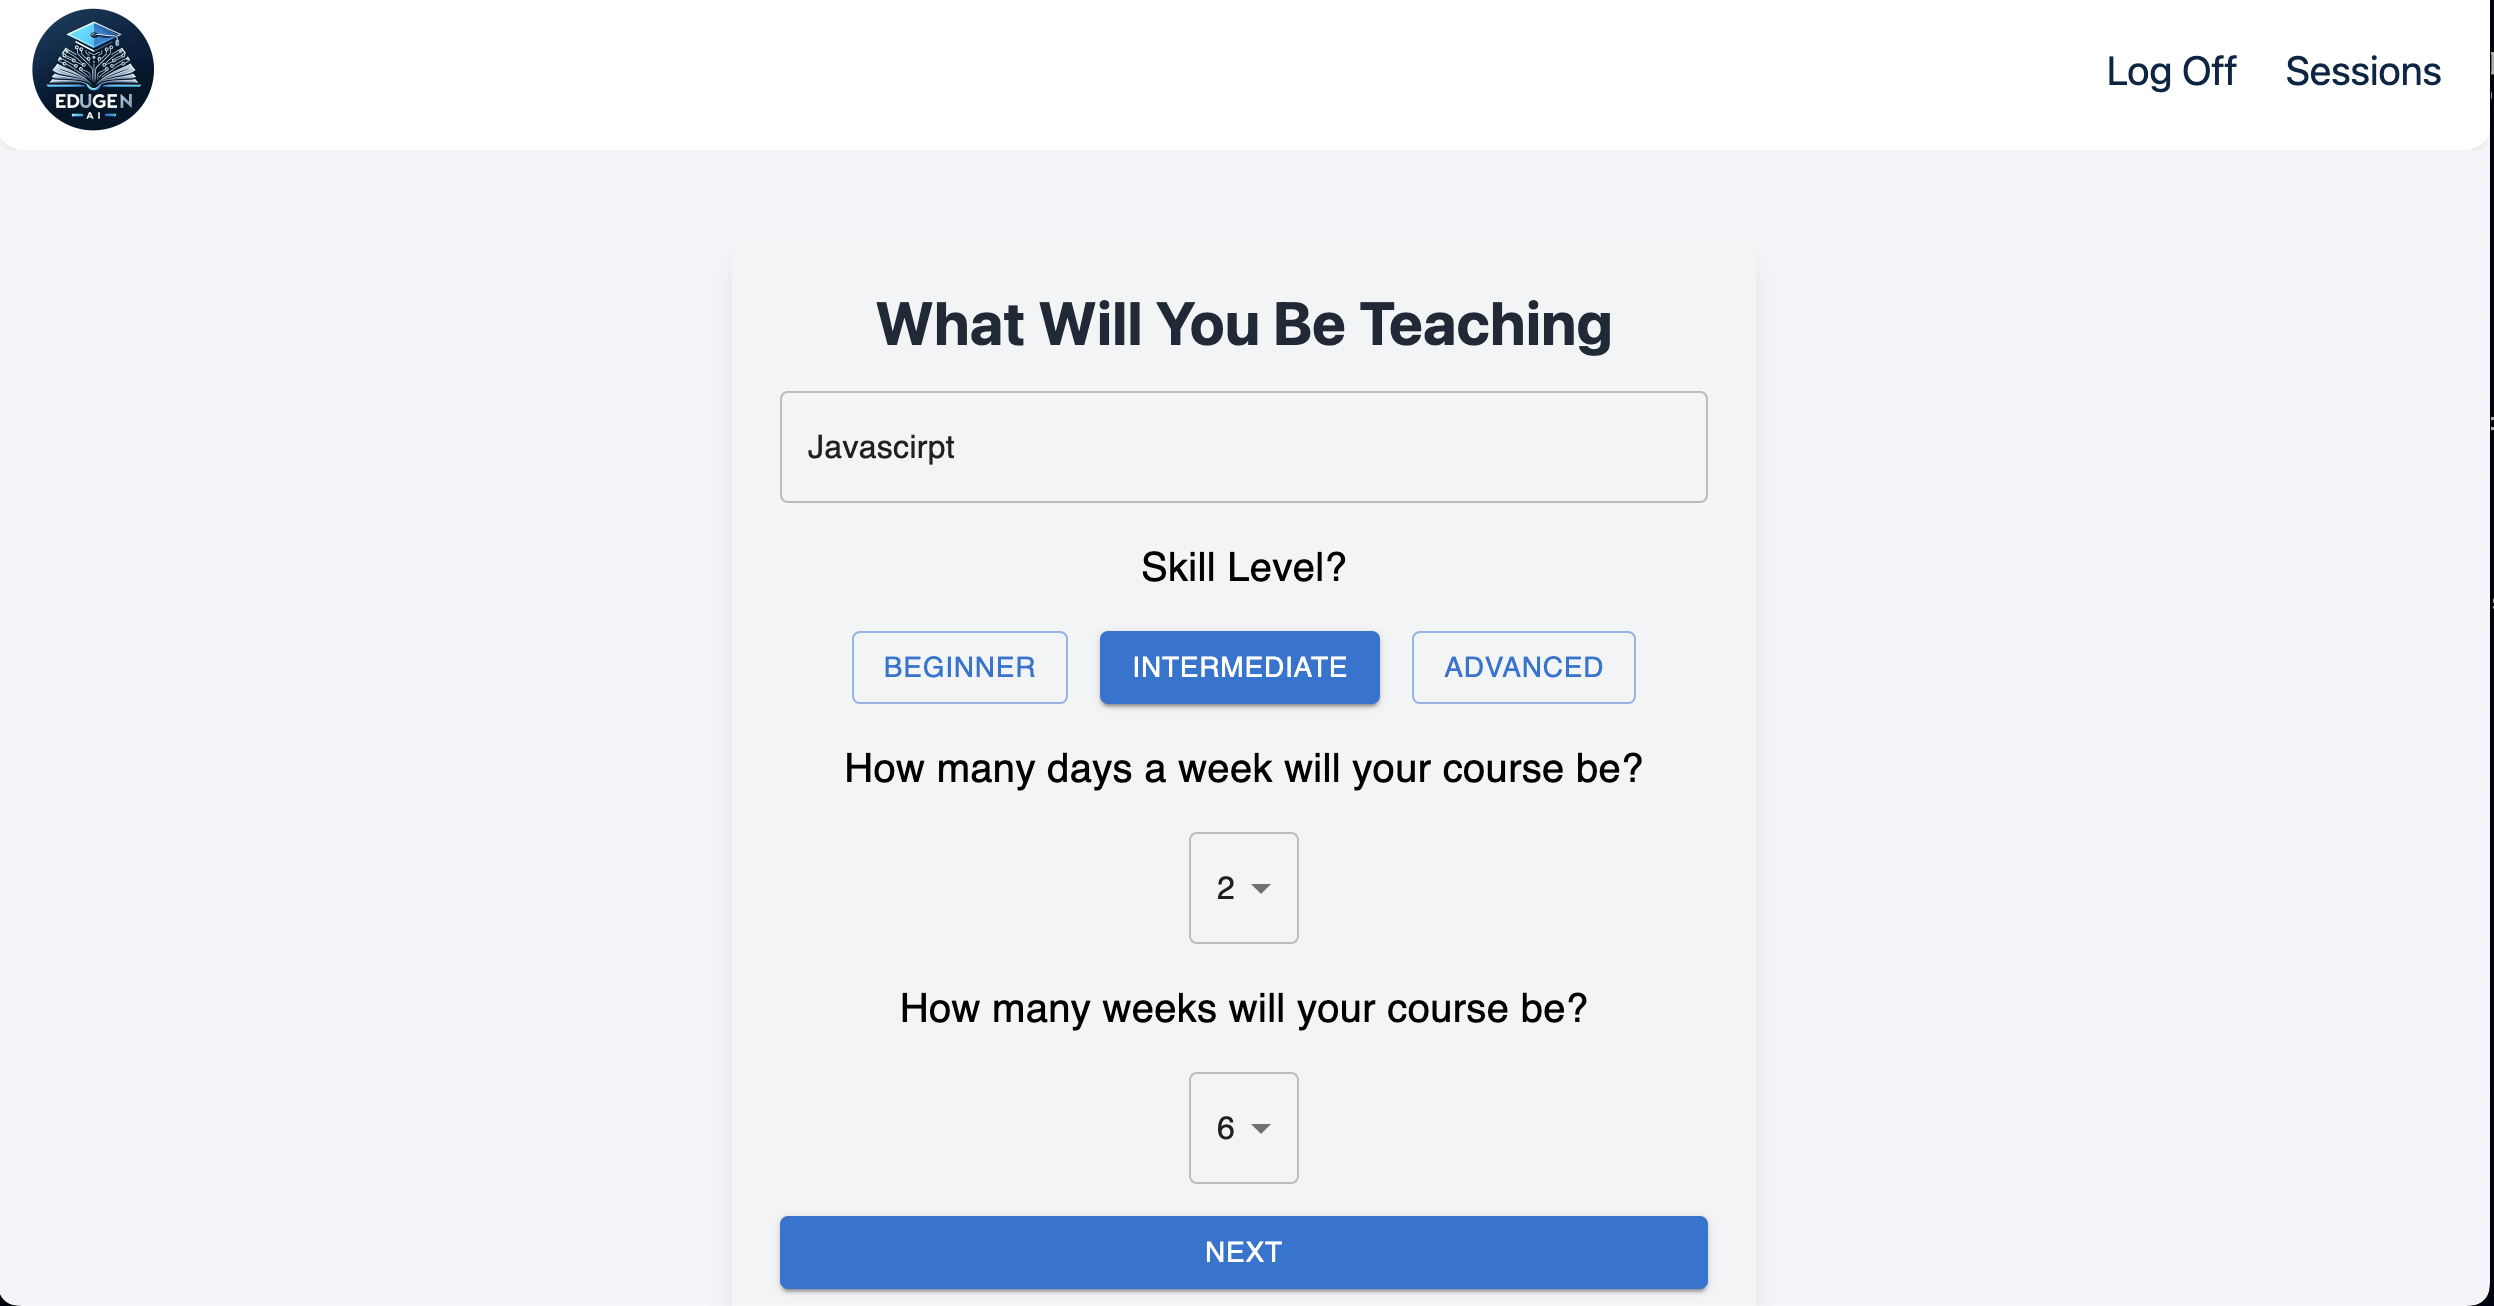 EDUGEN
AI
Log Off Sessions
What Will You Be Teaching
Javascirpt
Skill Level?
BEGINNER INTERMEDIATE ADVANCED
How many days a week will your course be?
2
How many weeks will your course be?
6
NEXT